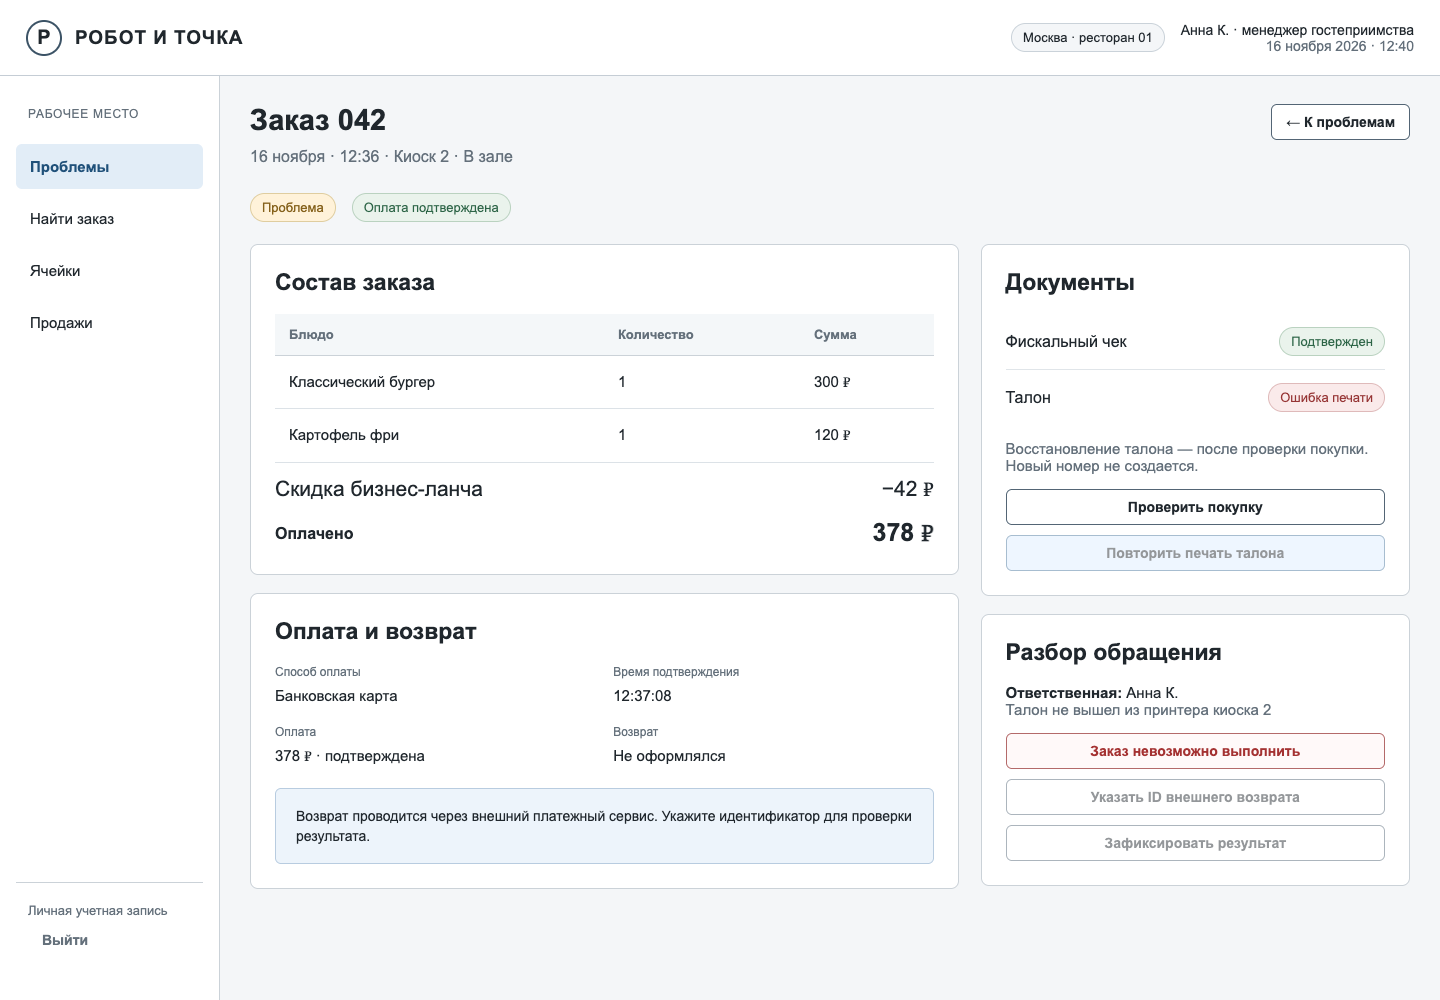 Р РОБОТ И ТОЧКА
Москва · ресторан 01
Анна К. · менеджер гостеприимства
16 ноября 2026 · 12:40
РАБОЧЕЕ МЕСТО
Проблемы
Найти заказ
Ячейки
Продажи
Личная учетная запись
Выйти
Заказ 042
← К проблемам
16 ноября · 12:36 · Киоск 2 · В зале
Проблема
Оплата подтверждена
Состав заказа
Блюдо Количество Сумма
Классический бургер 1 300 ₽
Картофель фри 1 120 ₽
Скидка бизнес-ланча −42 ₽
Оплачено 378 ₽
Оплата и возврат
Способ оплаты Время подтверждения
Банковская карта 12:37:08
Оплата Возврат
378 ₽ · подтверждена Не оформлялся
Возврат проводится через внешний платежный сервис. Укажите идентификатор для проверки
результата.
Документы
Фискальный чек Подтвержден
Талон Ошибка печати
Восстановление талона — после проверки покупки.
Новый номер не создается.
Проверить покупку
Повторить печать талона
Разбор обращения
Ответственная: Анна К.
Талон не вышел из принтера киоска 2
Заказ невозможно выполнить
Указать ID внешнего возврата
Зафиксировать результат